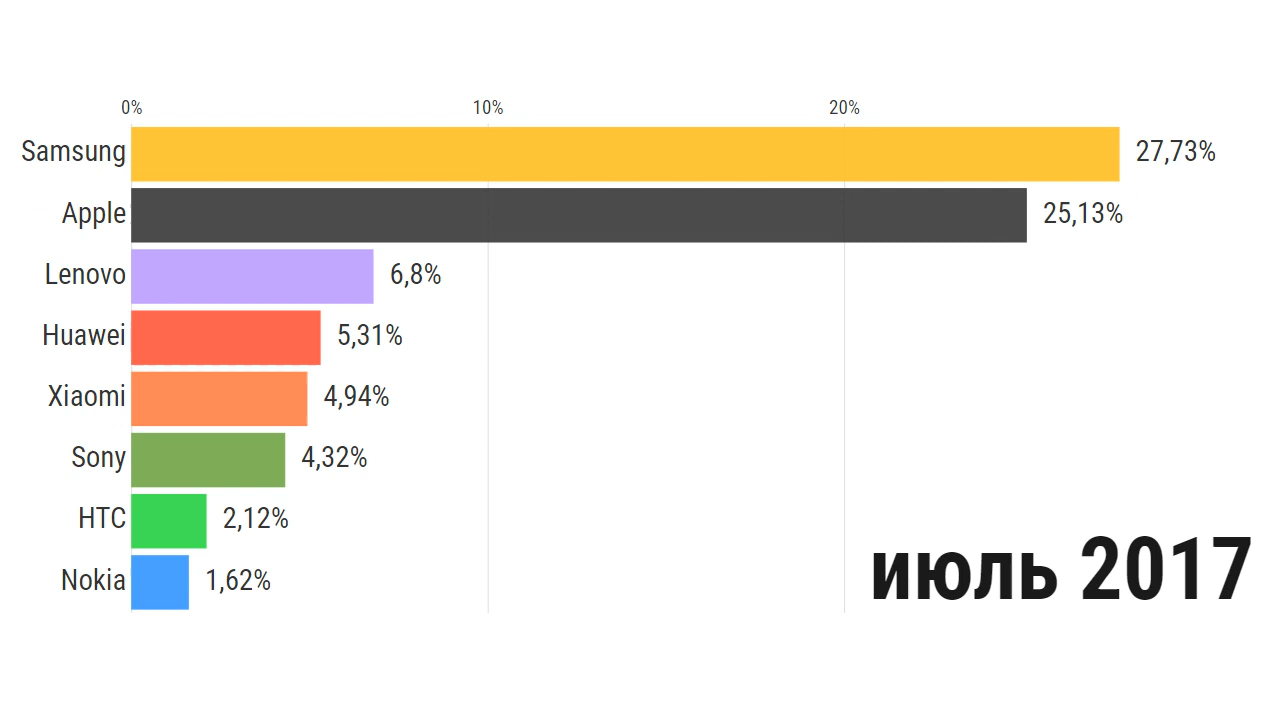 0% 10% 20%
Samsung 27,73%
Apple 25,13%
Lenovo 6,8%
Huawei 5,31%
Xiaomi 4,94%
Sony 4,32%
HTC 2,12%
Nokia 1,62%
июль 2017